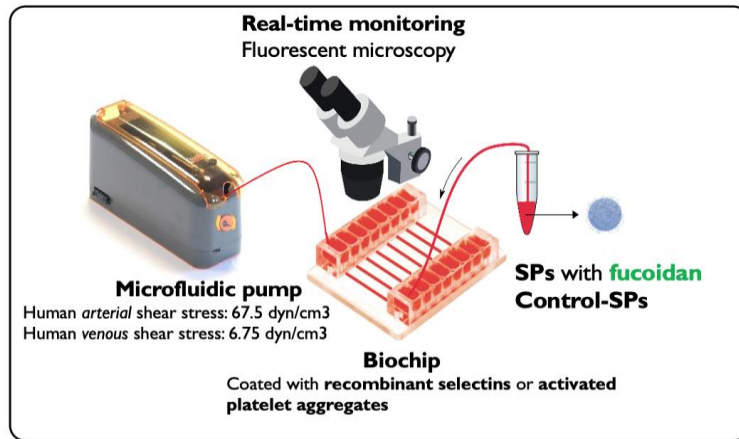 Real-time monitoring
Fluorescent microscopy
SPs with fucoidan
Control-SPs
Microfluidic pump
Human arterial shear stress: 67.5 dyn/cm3
Human venous shear stress: 6.75 dyn/cm3
Biochip
Coated with recombinant selectins or activated
platelet aggregates